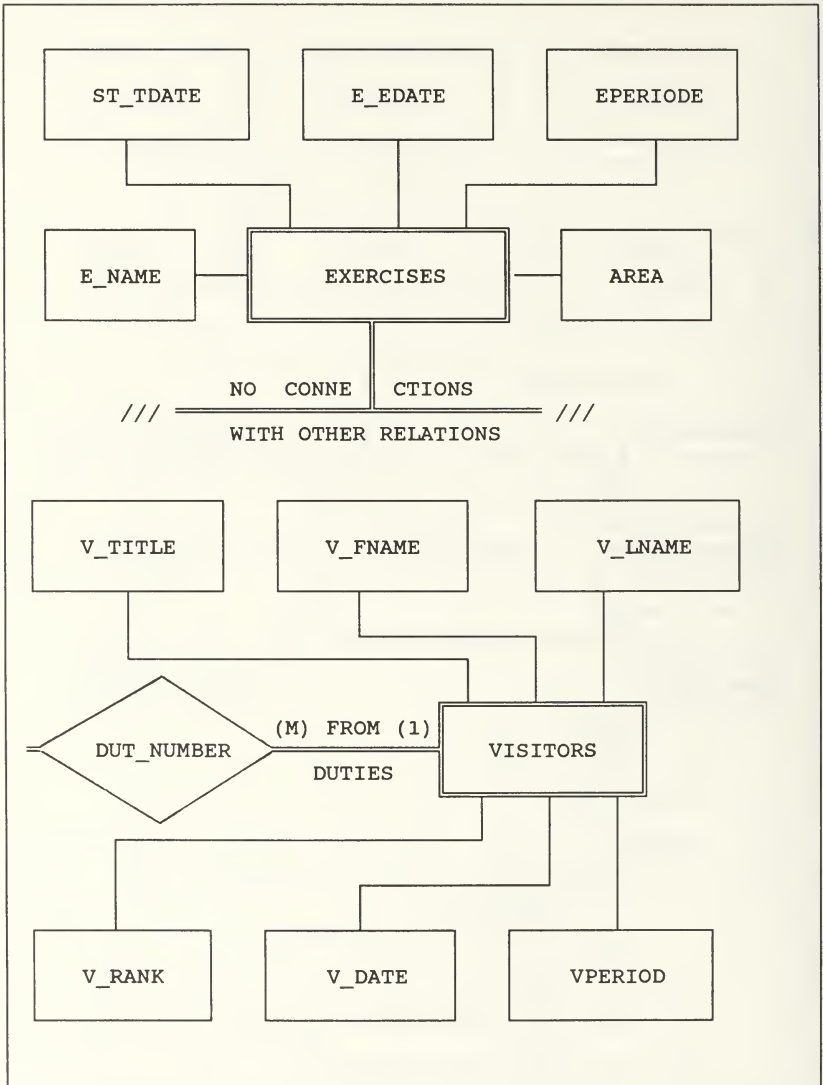 ST_TDATE E_EDATE EPERIODE
E_NAME EXERCISES AREA
NO CONNE CTIONS
/// ///
WITH OTHER RELATIONS
V_TITLE V_FNAME V_LNAME
(M) FROM (1)
DUT_NUMBER VISITORS
DUTIES
V_RANK V_DATE VPERIOD